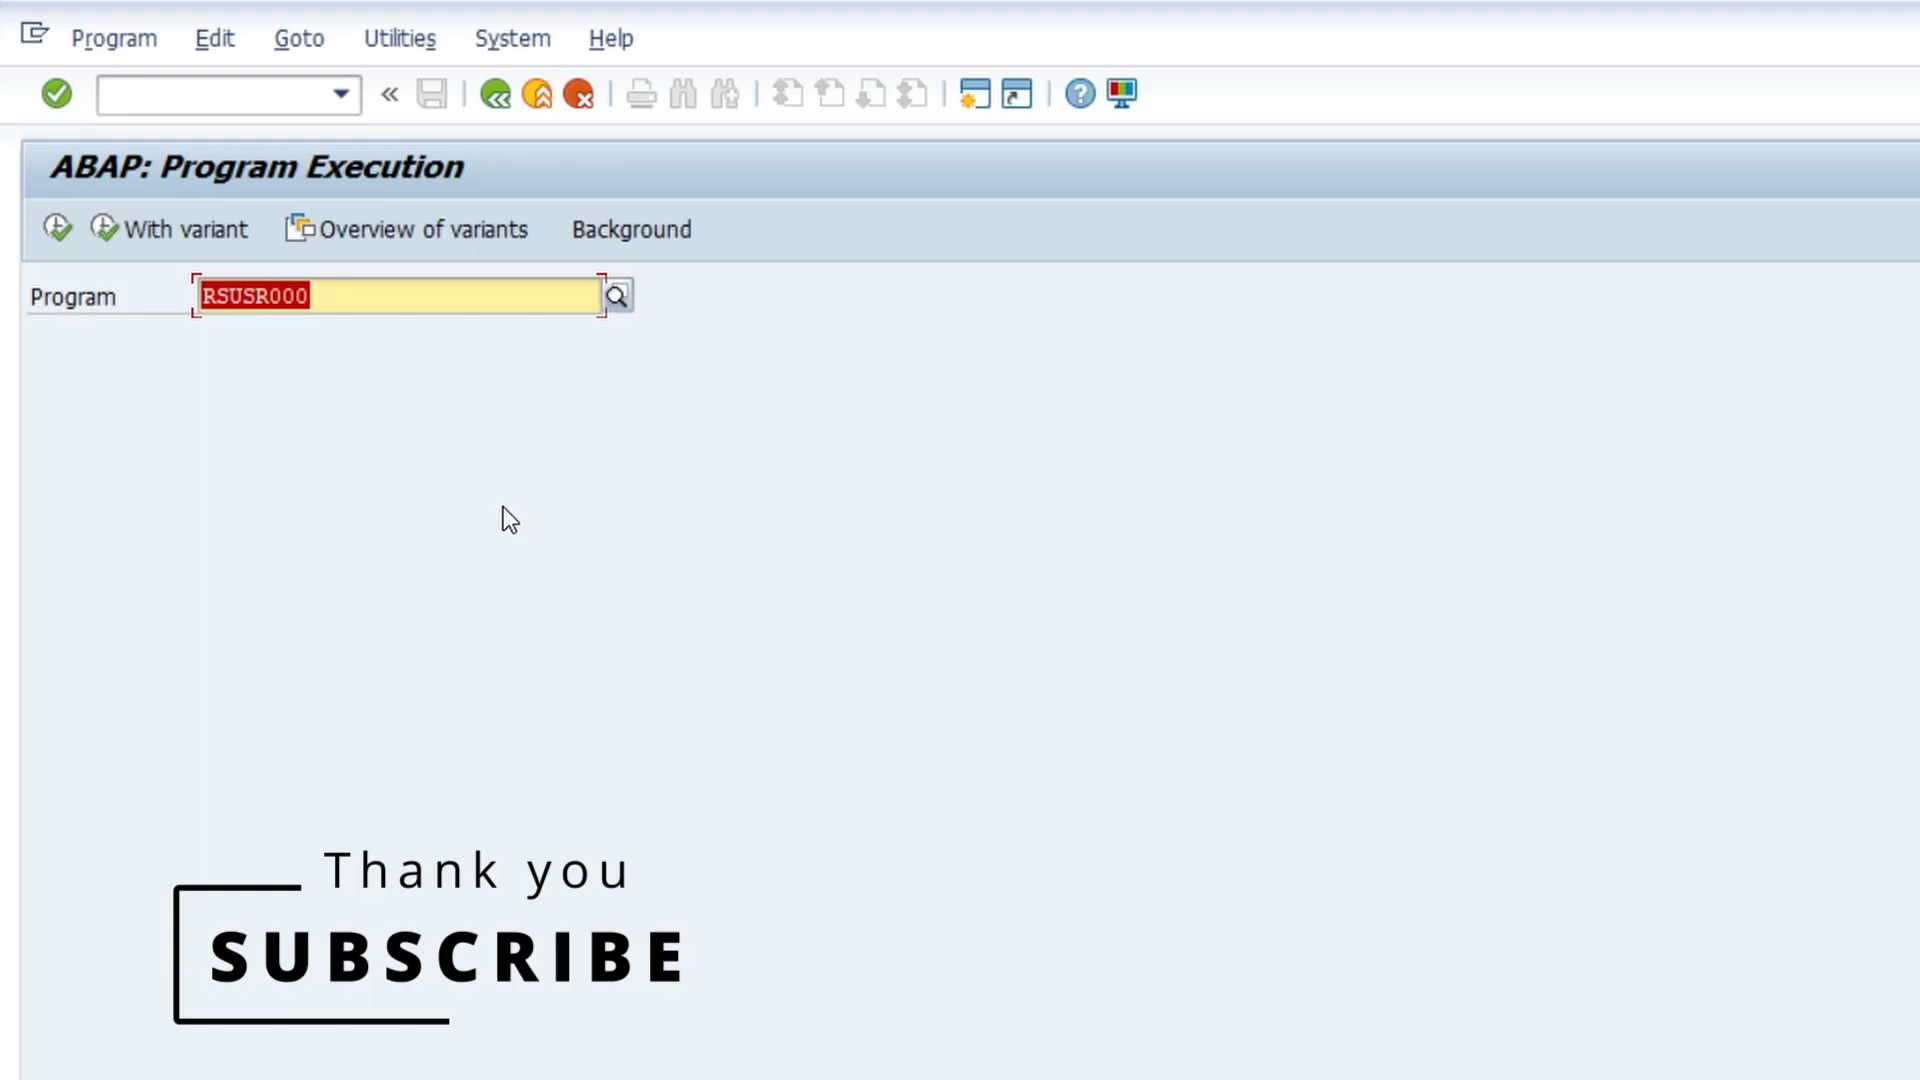 Program Edit Goto Utilities System Help
ABAP: Program Execution
With variant Overview of variants Background
Program RSUSR000
Thank you
SUBSCRIBE